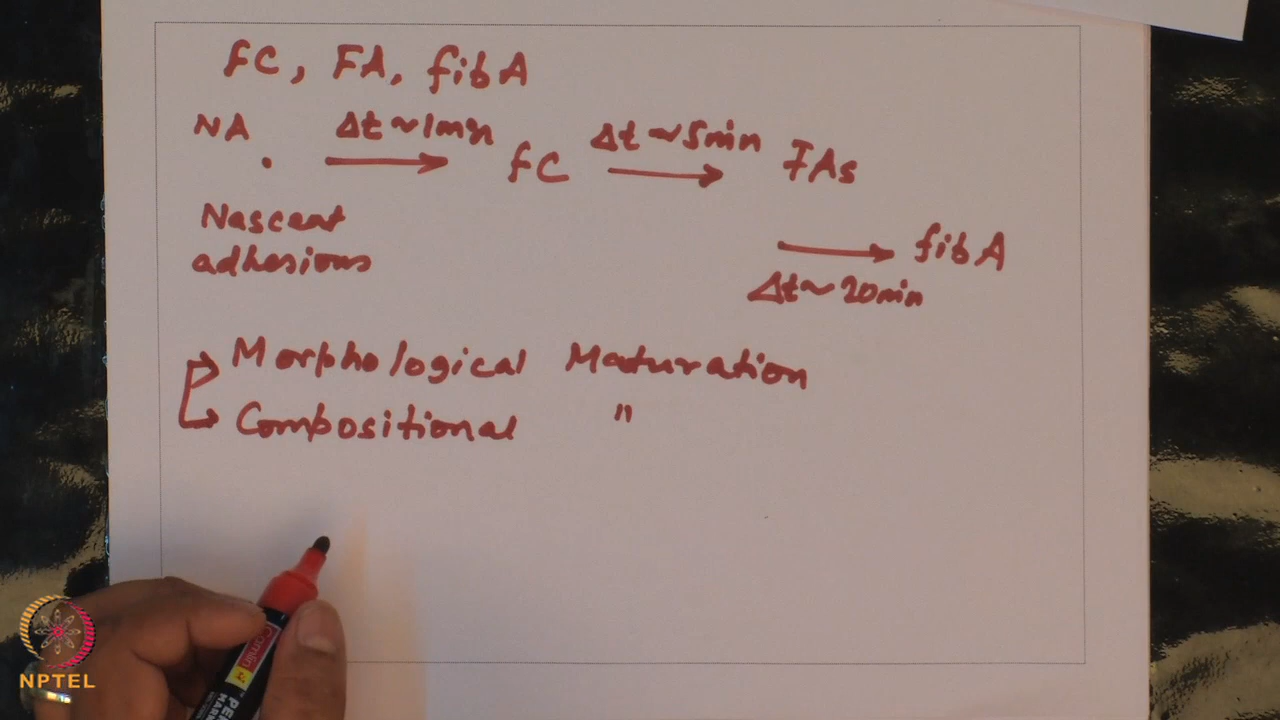 FC, FA, fibA
NA Δt ~ 1min FC Δt ~ 5min FAs
Nascent
adhesions
fibA
Δt ~ 20min
Morphological Maturation
Compositional "
Camlin
NPTEL